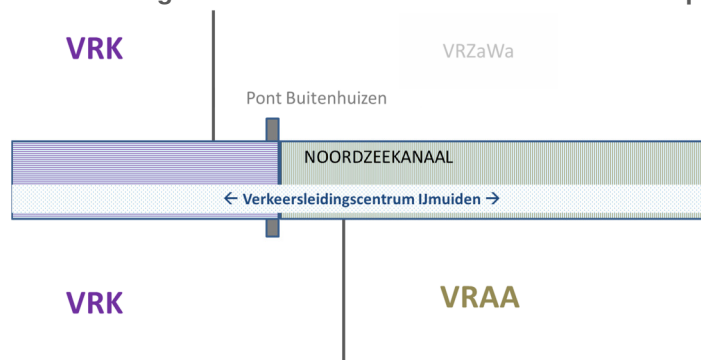 VRK
VRZaWa
Pont Buitenhuizen
NOORDZEEKANAAL
← Verkeersleidingscentrum IJmuiden →
VRK
VRAA